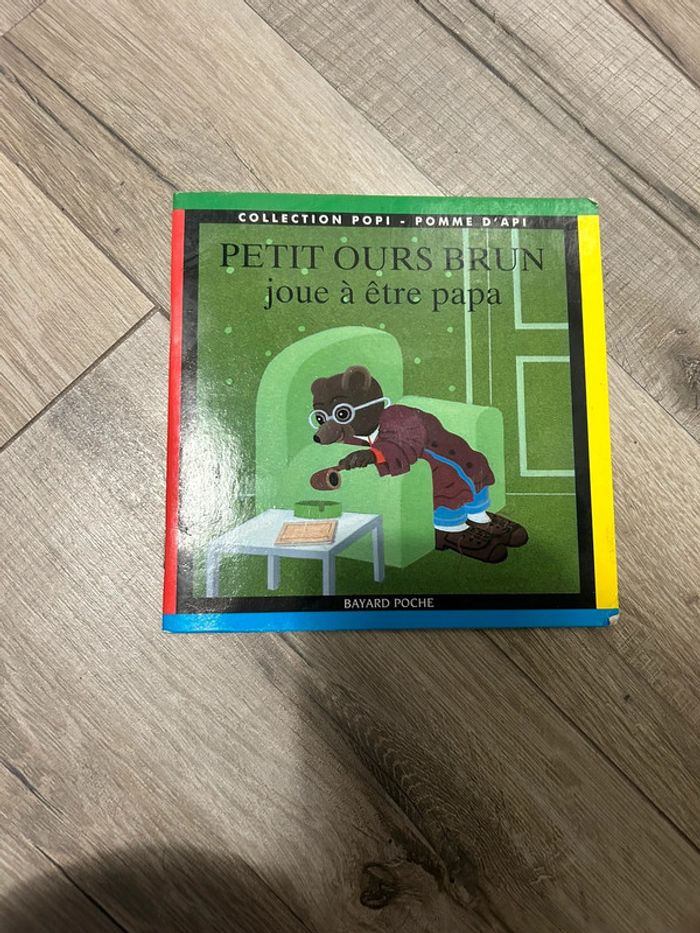 COLLECTION POPI - POMME D'API
PETIT OURS BRUN
joue à être papa
BAYARD POCHE